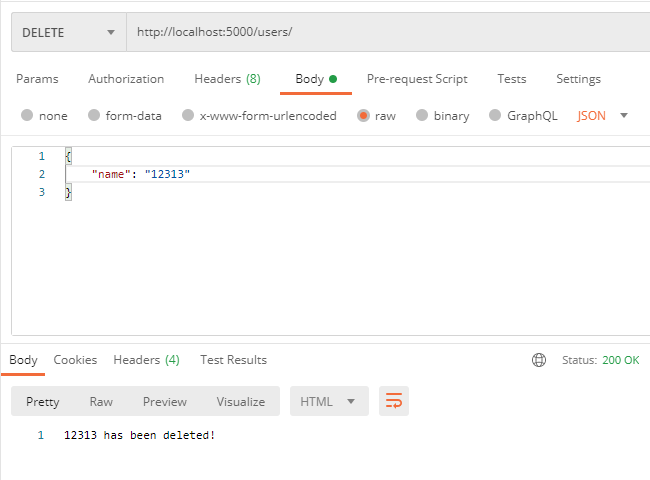 DELETE http://localhost:5000/users/
Params Authorization Headers (8) Body Pre-request Script Tests Settings
none form-data x-www-form-urlencoded raw binary GraphQL JSON
1 {
2 "name": "12313"
3 }
Body Cookies Headers (4) Test Results Status: 200 OK
Pretty Raw Preview Visualize HTML
1 12313 has been deleted!